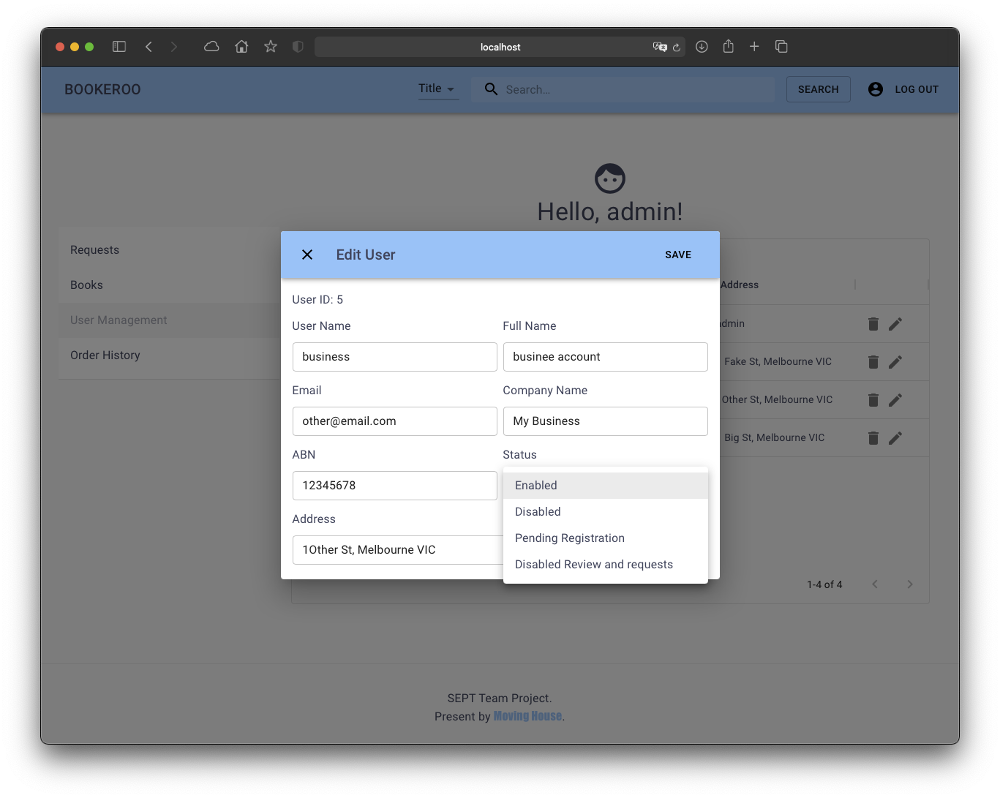 localhost
BOOKEROO
Title
Search...
SEARCH
LOG OUT
Hello, admin!
Requests
Books
User Management
Order History
Edit User
SAVE
User ID: 5
User Name
Full Name
business
businee account
Email
Company Name
other@email.com
My Business
ABN
Status
12345678
Enabled
Disabled
Pending Registration
Disabled Review and requests
Address
1Other St, Melbourne VIC
Address
Fake St, Melbourne VIC
Other St, Melbourne VIC
Big St, Melbourne VIC
1-4 of 4
SEPT Team Project.
Present by Moving House.